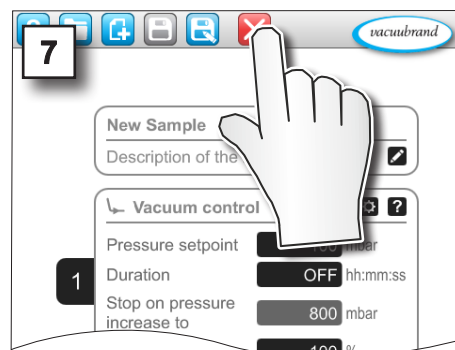 7
vacuubrand
New Sample
Description of the
Vacuum control
?
Pressure setpoint mbar
1
Duration OFF hh:mm:ss
Stop on pressure
increase to 800 mbar
100 %